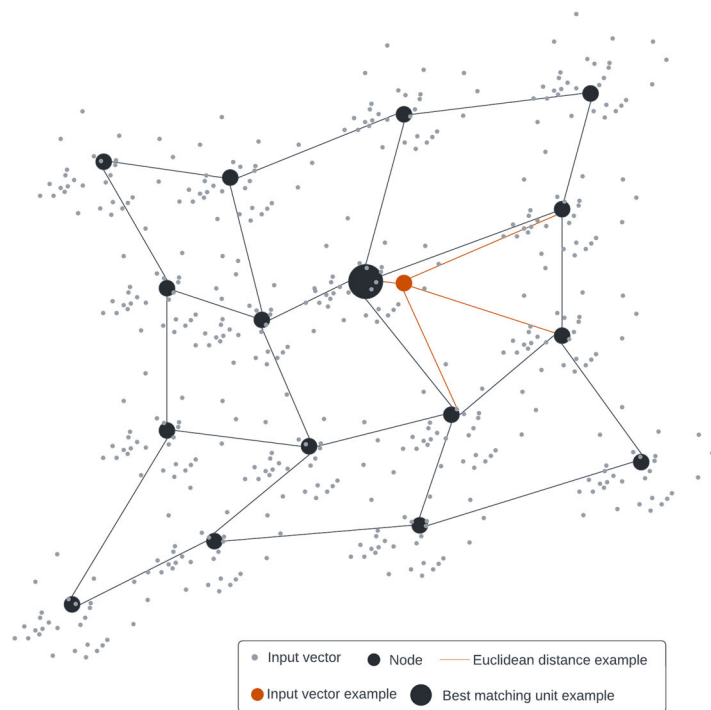 Input vector Node Euclidean distance example
Input vector example Best matching unit example